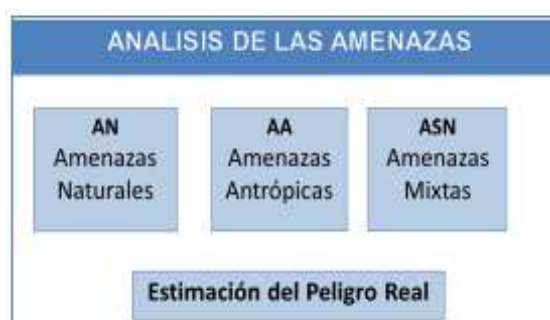 ANALISIS DE LAS AMENAZAS
AN
Amenazas
Naturales
AA
Amenazas
Antrópicas
ASN
Amenazas
Mixtas
Estimación del Peligro Real